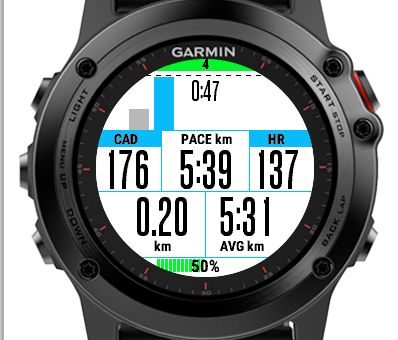 GARMIN
4
LIGHT
START STOP
0:47
CAD PACE km HR
176 5:39 137
MENU UP
0.20 5:31
km AVG km
DOWN
BACK LAP
50%
30